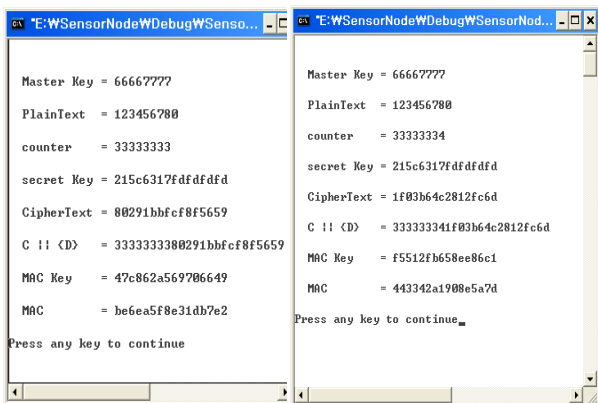 "E:₩SensorNode₩Debug₩Senso...
Master Key = 66667777
PlainText = 123456780
counter = 33333333
secret Key = 215c6317fdfdfdfd
CipherText = 80291bbfcf8f5659
C || {D} = 3333333380291bbfcf8f5659
MAC Key = 47c862a569706649
MAC = be6ea5f8e31db7e2
Press any key to continue
"E:₩SensorNode₩Debug₩SensorNod...
Master Key = 66667777
PlainText = 123456780
counter = 33333334
secret Key = 215c6317fdfdfdfd
CipherText = 1f03b64c2812fc6d
C || {D} = 333333341f03b64c2812fc6d
MAC Key = f5512fb658ee86c1
MAC = 443342a1908e5a7d
Press any key to continue_